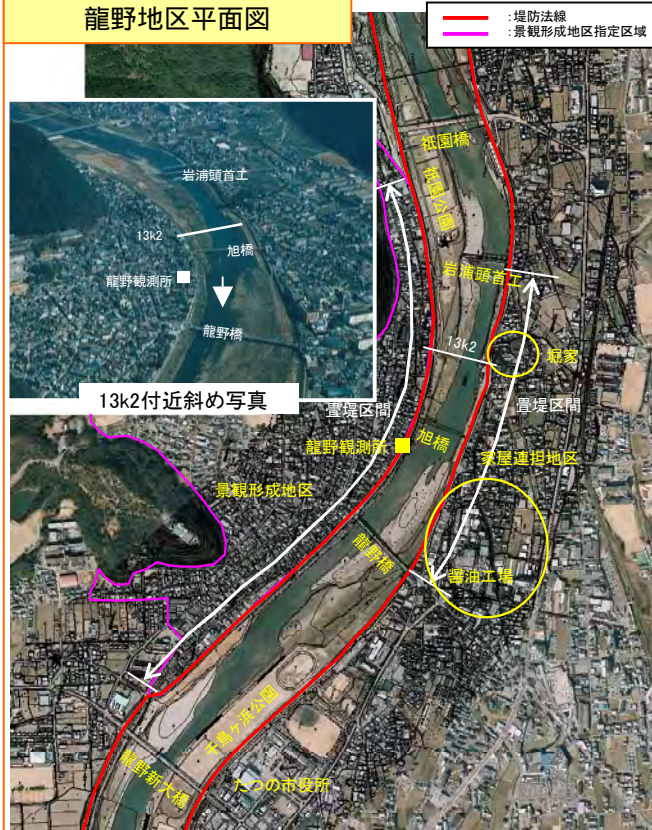 龍野地区平面図
：堤防法線
：景観形成地区指定区域
岩浦頭首工
13k2
旭橋
龍野観測所
龍野橋
13k2付近斜め写真
祇園橋
祇園公園
岩浦頭首工
13k2
堀家
畳堤区間
畳堤区間
龍野観測所
旭橋
家屋連担地区
景観形成地区
龍野橋
醤油工場
千鳥ヶ浜公園
龍野新大橋
たつの市役所